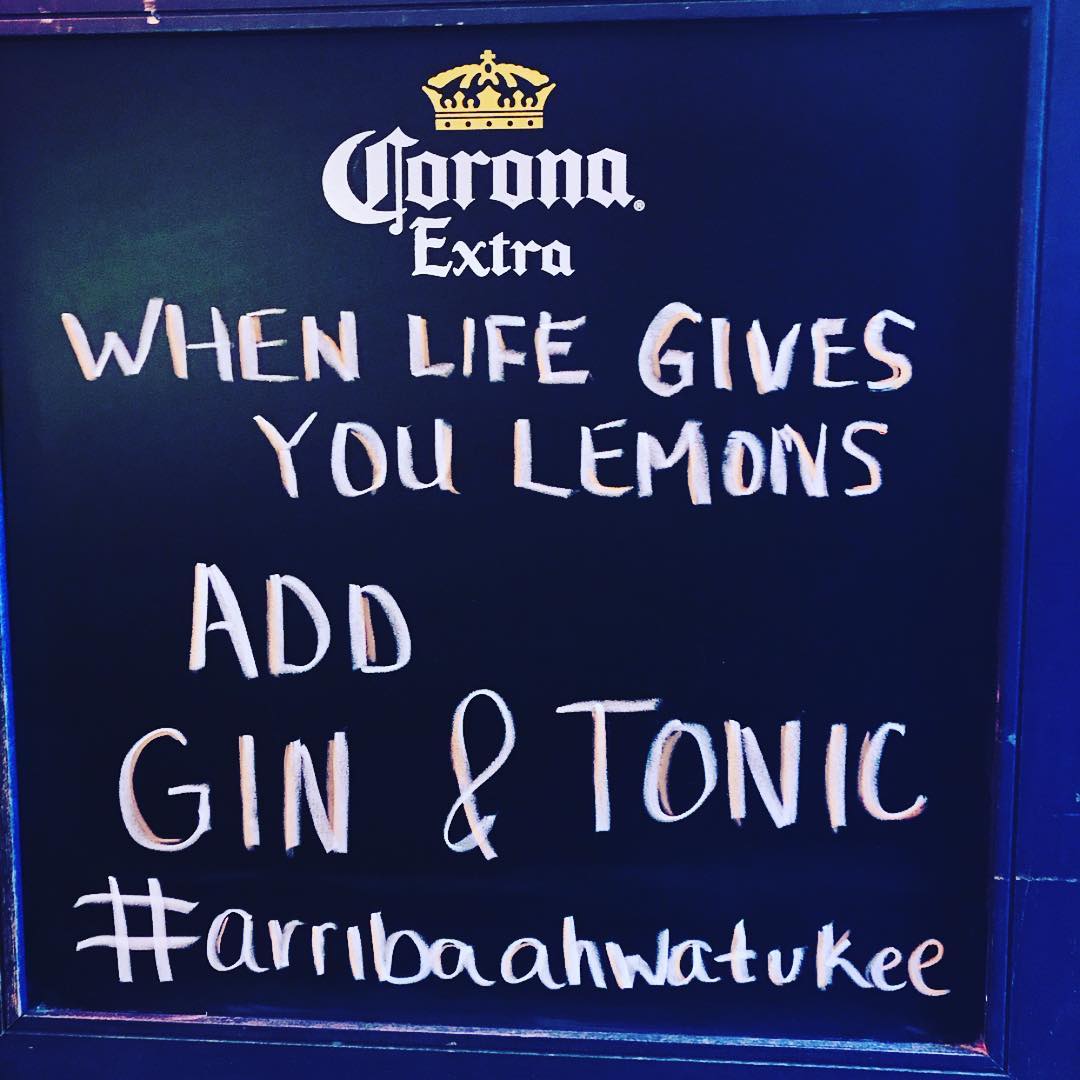 Corona®
Extra
WHEN LIFE GIVES
YOU LEMONS
ADD
GIN & TONIC
#arribaahwatukee